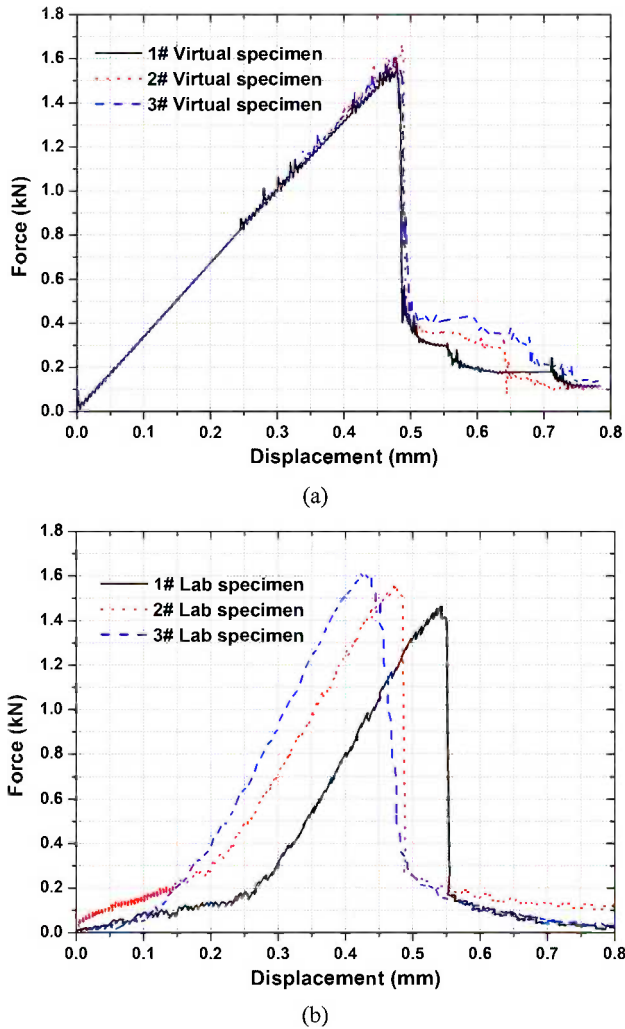 1.8
1.6
1.4
1.2
1.0
0.8
0.6
0.4
0.2
0.0
Force (kN)
1# Virtual specimen
2# Virtual specimen
3# Virtual specimen
0.0 0.1 0.2 0.3 0.4 0.5 0.6 0.7 0.8
Displacement (mm)
(a)
1.8
1.6
1.4
1.2
1.0
0.8
0.6
0.4
0.2
0.0
Force (kN)
1# Lab specimen
2# Lab specimen
3# Lab specimen
0.0 0.1 0.2 0.3 0.4 0.5 0.6 0.7 0.8
Displacement (mm)
(b)